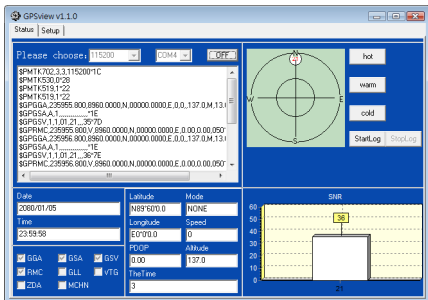 GPSview v1.1.0
Status Setup
Please choose: 115200 COM4 OFF
$PMTK702,3,3,115200*1C
$PMTK530,0*28
$PMTK519,1*22
$PMTK519,1*22
$GPGGA,235955.800,8960.0000,N,00000.0000,E,0,0,,137.0,M,13.
$GPGSA,A,1,,,,,,,,,,,,,,,*1E
$GPGSV,1,1,01,21,,,35*7D
$GPRMC,235955.800,V,8960.0000,N,00000.0000,E,0.00,0.00,050
$GPGGA,235956.800,8960.0000,N,00000.0000,E,0,0,,137.0,M,13.
$GPGSA,A,1,,,,,,,,,,,,,,,*1E
$GPGSV,1,1,01,21,,,36*7E
$GPRMC,235956.800,V,8960.0000,N,00000.0000,E,0.00,0.00,050
N
W E
S
hot
warm
cold
StartLog StopLog
Date
2080/01/05
Time
23:59:58
GGA GSA GSV
RMC GLL VTG
ZDA MCHN
Latitude Mode
N89°60'0.0 NONE
Longitude Speed
E0°0'0.0 0
PDOP Altitude
0.00 137.0
TheTime
3
SNR
60
50
40
30
20
10
0
36
21